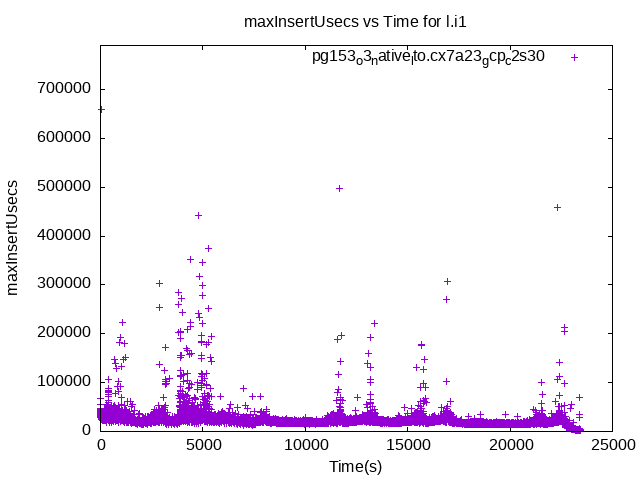 maxInsertUsecs vs Time for l.i1
pg153o3nativelto.cx7a23gcpc2s30
700000
600000
500000
400000
300000
200000
100000
0
maxInsertUsecs
0 5000 10000 15000 20000 25000
Time(s)